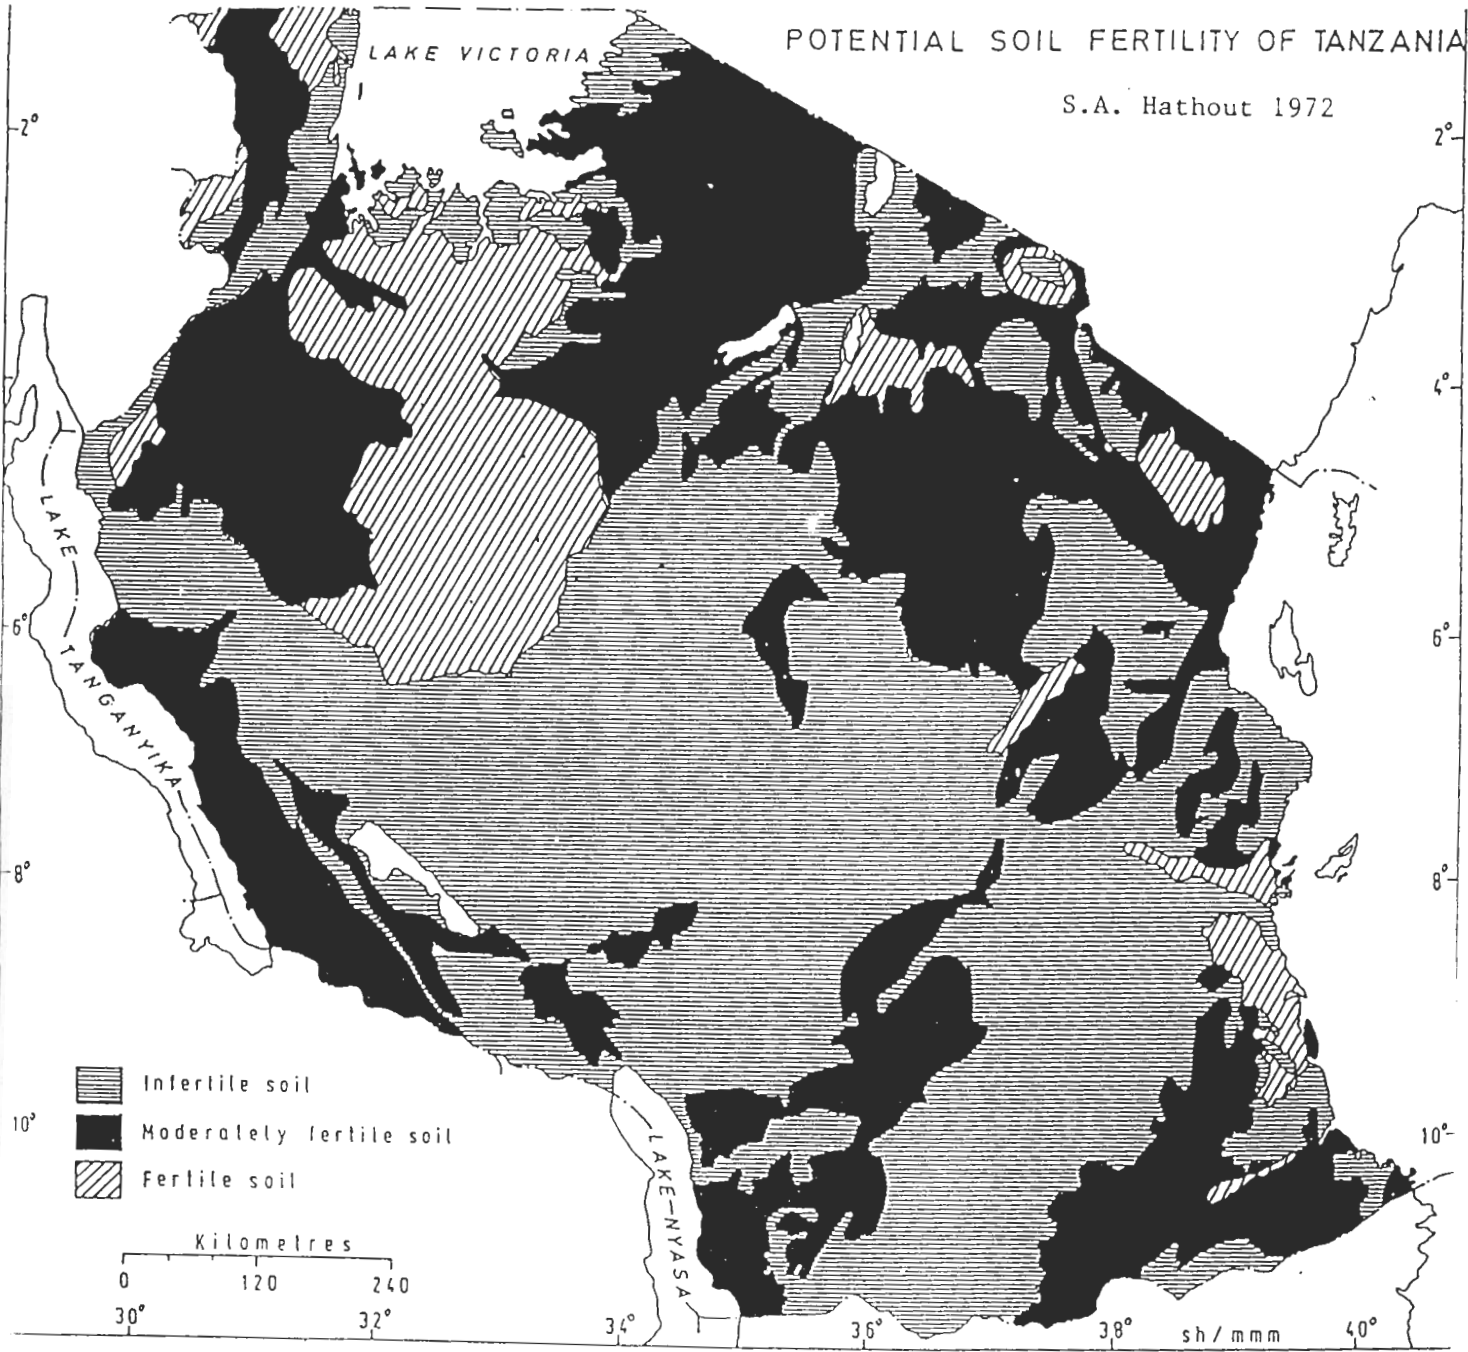 POTENTIAL SOIL FERTILITY OF TANZANIA
S.A. Hathout 1972
LAKE VICTORIA
2°
2°
4°
4°
LAKE TANGANYIKA
6°
6°
8°
8°
Infertile soil
Moderately fertile soil
Fertile soil
10°
10°
LAKE NYASA
Kilometres
0 120 240
30° 32° 34° 36° 38° 40°
sh/mmm